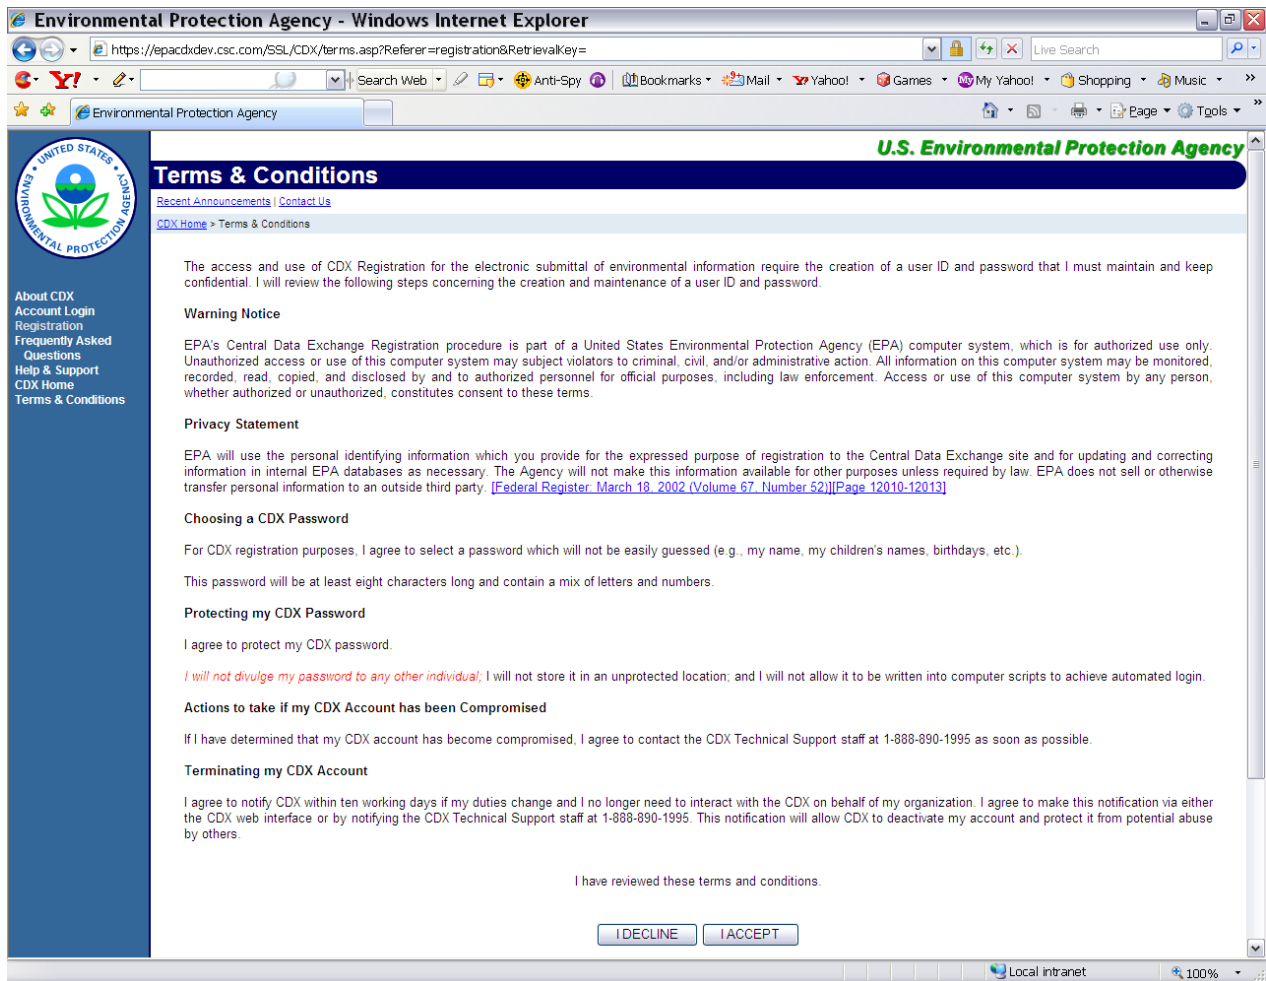 Environmental Protection Agency - Windows Internet Explorer
https://epacdxdev.csc.com/SSL/CDX/terms.asp?Referer=registration&RetrievalKey=
Live Search
Y!
Search Web
Anti-Spy
Bookmarks
Mail
Yahoo!
Games
My Yahoo!
Shopping
Music
Environmental Protection Agency
Page
Tools
UNITED STATES
ENVIRONMENTAL PROTECTION AGENCY
U.S. Environmental Protection Agency
Terms & Conditions
Recent Announcements | Contact Us
CDX Home > Terms & Conditions
About CDX
Account Login
Registration
Frequently Asked
Questions
Help & Support
CDX Home
Terms & Conditions
The access and use of CDX Registration for the electronic submittal of environmental information require the creation of a user ID and password that I must maintain and keep
confidential. I will review the following steps concerning the creation and maintenance of a user ID and password.
Warning Notice
EPA's Central Data Exchange Registration procedure is part of a United States Environmental Protection Agency (EPA) computer system, which is for authorized use only.
Unauthorized access or use of this computer system may subject violators to criminal, civil, and/or administrative action. All information on this computer system may be monitored,
recorded, read, copied, and disclosed by and to authorized personnel for official purposes, including law enforcement. Access or use of this computer system by any person,
whether authorized or unauthorized, constitutes consent to these terms.
Privacy Statement
EPA will use the personal identifying information which you provide for the expressed purpose of registration to the Central Data Exchange site and for updating and correcting
information in internal EPA databases as necessary. The Agency will not make this information available for other purposes unless required by law. EPA does not sell or otherwise
transfer personal information to an outside third party. [Federal Register: March 18, 2002 (Volume 67, Number 52)][Page 12010-12013]
Choosing a CDX Password
For CDX registration purposes, I agree to select a password which will not be easily guessed (e.g., my name, my children's names, birthdays, etc.).
This password will be at least eight characters long and contain a mix of letters and numbers.
Protecting my CDX Password
I agree to protect my CDX password.
I will not divulge my password to any other individual; I will not store it in an unprotected location; and I will not allow it to be written into computer scripts to achieve automated login.
Actions to take if my CDX Account has been Compromised
If I have determined that my CDX account has become compromised, I agree to contact the CDX Technical Support staff at 1-888-890-1995 as soon as possible.
Terminating my CDX Account
I agree to notify CDX within ten working days if my duties change and I no longer need to interact with the CDX on behalf of my organization. I agree to make this notification via either
the CDX web interface or by notifying the CDX Technical Support staff at 1-888-890-1995. This notification will allow CDX to deactivate my account and protect it from potential abuse
by others.
I have reviewed these terms and conditions.
I DECLINE
I ACCEPT
Local intranet
100%